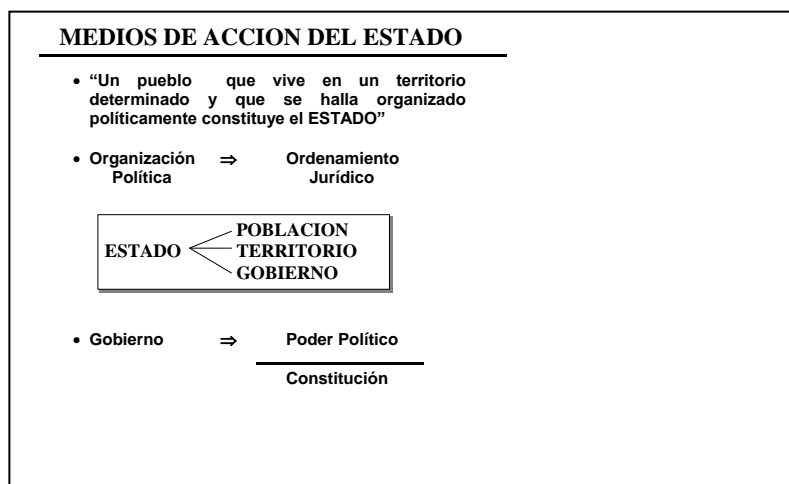 MEDIOS DE ACCION DEL ESTADO
• “Un pueblo que vive en un territorio
determinado y que se halla organizado
políticamente constituye el ESTADO”
• Organización ⇒ Ordenamiento
Política Jurídico
POBLACION
ESTADO TERRITORIO
GOBIERNO
• Gobierno ⇒ Poder Político
Constitución